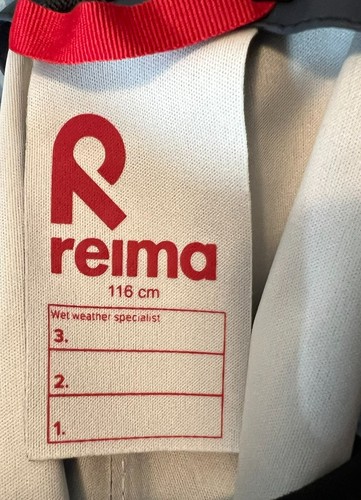 reima
116 cm
Wet weather specialist
3.
2.
1.